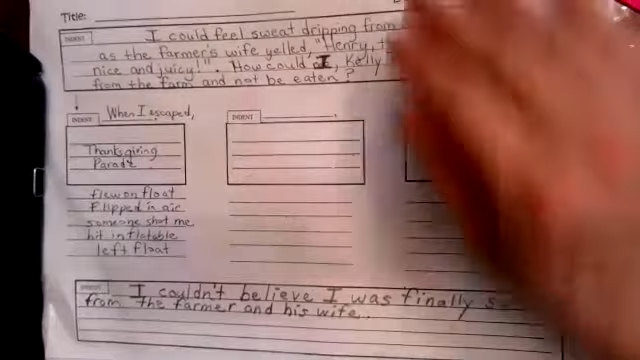 Title:
INDENT I could feel sweat dripping from
as the farmer's wife yelled, "Henry,
nice and juicy!". How could I, Kelly
from the farm and not be eaten?
INDENT When I escaped,
INDENT
Thanksgiving
Parade
flew on float
Flipped in air
someone shot me
hit inflatable
left float
INDENT I couldn't believe I was finally
from the farmer and his wife.